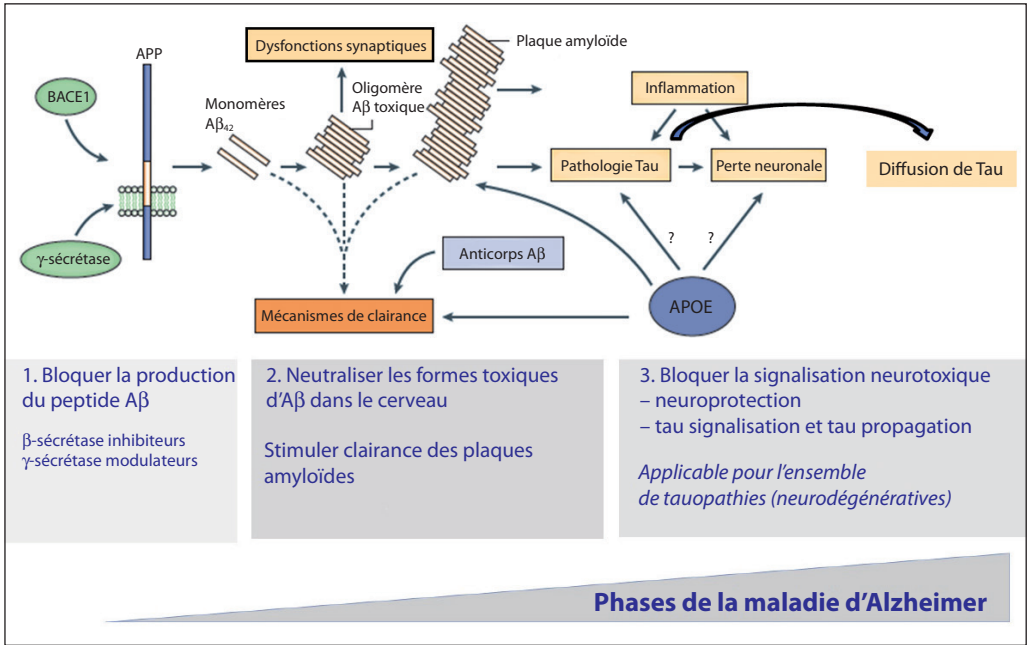 APP
BACE1
γ-sécrétase
Monomères
Aβ42
Dysfonctions synaptiques
Oligomère
Aβ toxique
Plaque amyloïde
Inflammation
Pathologie Tau
Perte neuronale
Diffusion de Tau
? ?
Anticorps Aβ
APOE
Mécanismes de clairance
1. Bloquer la production
du peptide Aβ
β-sécrétase inhibiteurs
γ-sécrétase modulateurs
2. Neutraliser les formes toxiques
d’Aβ dans le cerveau
Stimuler clairance des plaques
amyloïdes
3. Bloquer la signalisation neurotoxique
– neuroprotection
– tau signalisation et tau propagation
Applicable pour l’ensemble
de tauopathies (neurodégénératives)
Phases de la maladie d’Alzheimer